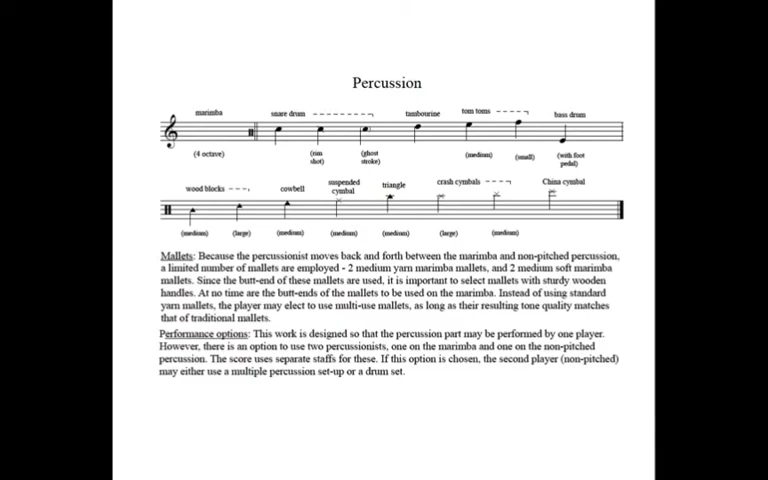 Percussion
marimba snare drum tambourine tom toms bass drum
(4 octave) (rim shot) (ghost stroke) (medium) (small) (with foot pedal)
wood blocks cowbell suspended cymbal triangle crash cymbals China cymbal
(medium) (large) (medium) (medium) (medium) (large) (medium)
Mallets: Because the percussionist moves back and forth between the marimba and non-pitched percussion,
a limited number of mallets are employed - 2 medium yarn marimba mallets, and 2 medium soft marimba
mallets. Since the butt-end of these mallets are used, it is important to select mallets with sturdy wooden
handles. At no time are the butt-ends of the mallets to be used on the marimba. Instead of using standard
yarn mallets, the player may elect to use multi-use mallets, as long as their resulting tone quality matches
that of traditional mallets.
Performance options: This work is designed so that the percussion part may be performed by one player.
However, there is an option to use two percussionists, one on the marimba and one on the non-pitched
percussion. The score uses separate staffs for these. If this option is chosen, the second player (non-pitched)
may either use a multiple percussion set-up or a drum set.